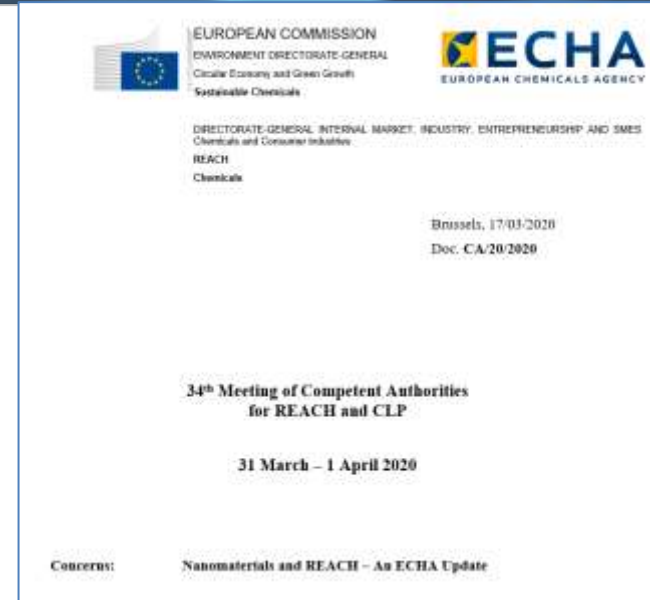 EUROPEAN COMMISSION
ENVIRONMENT DIRECTORATE-GENERAL
Circular Economy and Green Growth
Sustainable Chemicals
ECHA
EUROPEAN CHEMICALS AGENCY
DIRECTORATE-GENERAL INTERNAL MARKET, INDUSTRY, ENTREPRENEURSHIP AND SMES
Chemicals and Consumer Industries
REACH
Chemicals
Brussels, 17/03/2020
Doc. CA/20/2020
34th Meeting of Competent Authorities
for REACH and CLP
31 March – 1 April 2020
Concerns: Nanomaterials and REACH – An ECHA Update